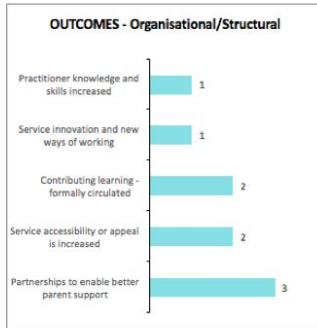 OUTCOMES - Organisational/Structural
Practitioner knowledge and
skills increased
1
Service innovation and new
ways of working
1
Contributing learning -
formally circulated
2
Service accessibility or appeal
is increased
2
Partnerships to enable better
parent support
3